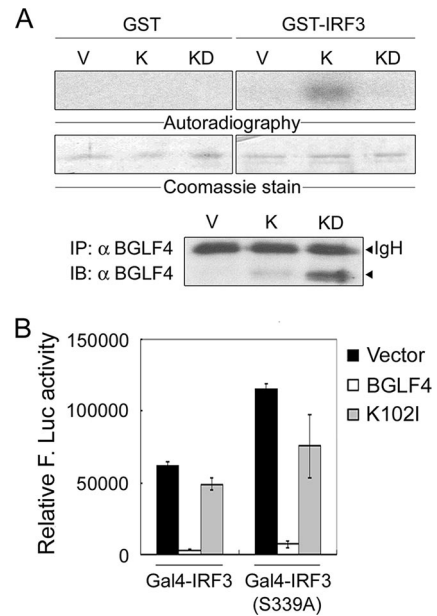 A
GST GST-IRF3
V K KD V K KD
Autoradiography
Coomassie stain
V K KD
IP: α BGLF4 IgH
IB: α BGLF4
B
Relative F. Luc activity
150000
100000
50000
0
Vector
BGLF4
K102I
Gal4-IRF3 Gal4-IRF3
(S339A)